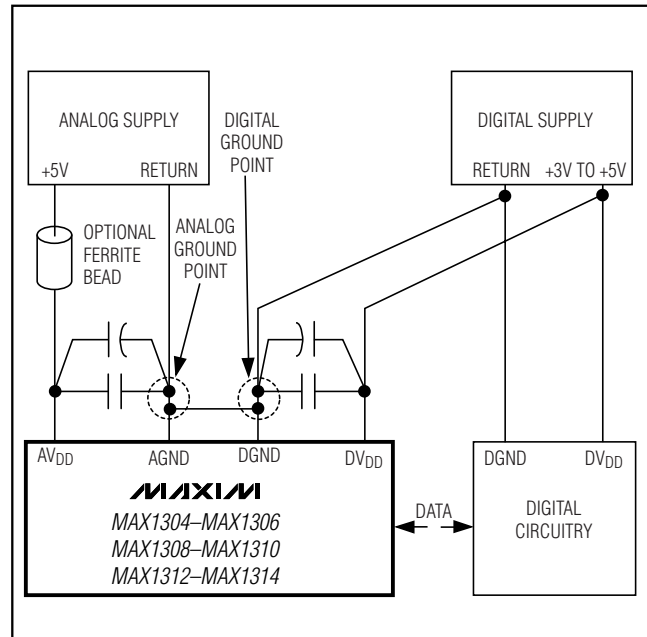 ANALOG SUPPLY
+5V
RETURN
DIGITAL
GROUND
POINT
DIGITAL SUPPLY
RETURN
+3V TO +5V
OPTIONAL
FERRITE
BEAD
ANALOG
GROUND
POINT
AVDD
AGND
DGND
DVDD
MAXIM
MAX1304–MAX1306
MAX1308–MAX1310
MAX1312–MAX1314
DATA
DGND
DVDD
DIGITAL
CIRCUITRY